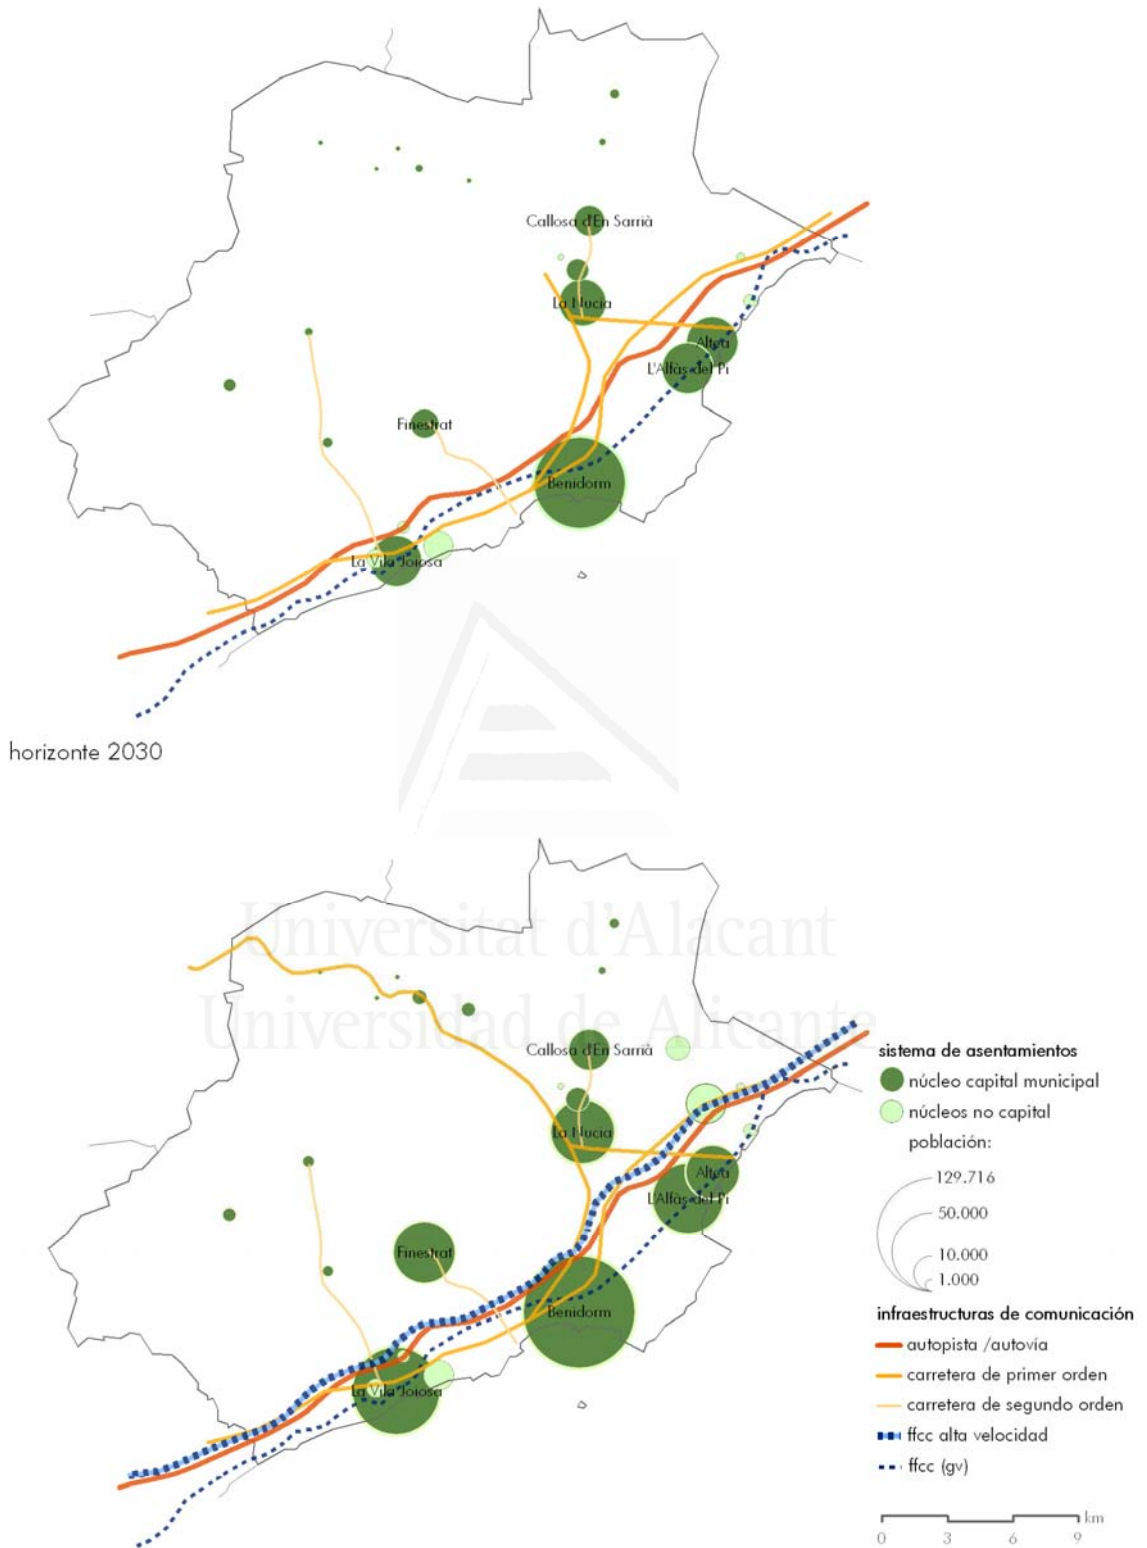 Callosa d'En Sarrià
La Nucia
Altea
L'Alfàs del Pi
Finestrat
Benidorm
La Vila Joiosa
horizonte 2030
Universitat d'Alacant
Universidad de Alicante
Callosa d'En Sarrià
La Nucia
Altea
L'Alfàs del Pi
Finestrat
Benidorm
La Vila Joiosa
sistema de asentamientos
núcleo capital municipal
núcleos no capital
población:
129.716
50.000
10.000
1.000
infraestructuras de comunicación
autopista /autovía
carretera de primer orden
carretera de segundo orden
ffcc alta velocidad
ffcc (gv)
km
0 3 6 9